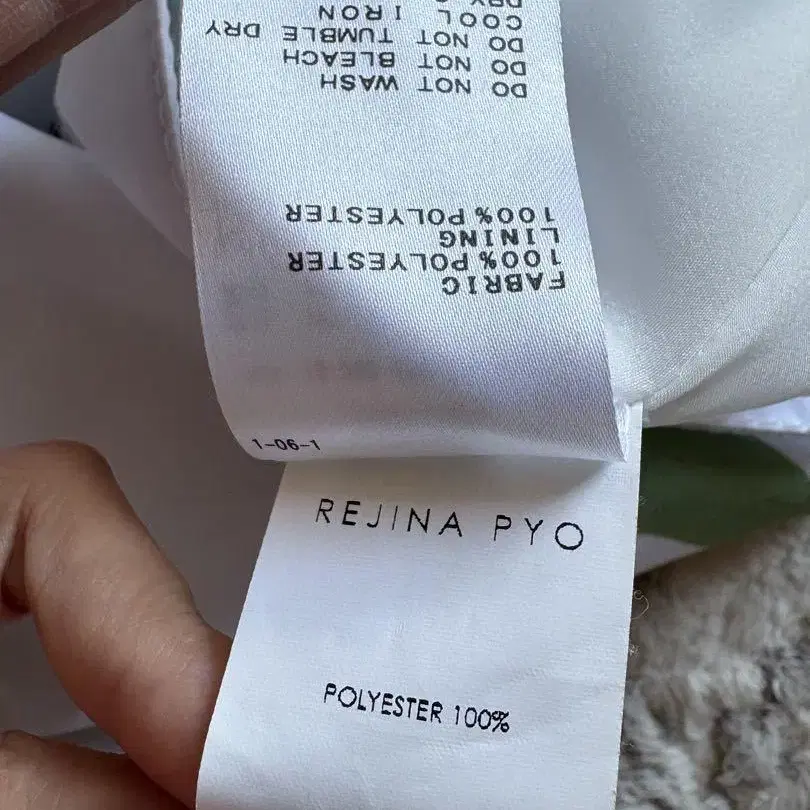 FABRIC
100% POLYESTER
LINING
100% POLYESTER
DO NOT WASH
DO NOT BLEACH
DO NOT TUMBLE DRY
COOL IRON
DRY
1-06-1
REJINA PYO
POLYESTER 100%